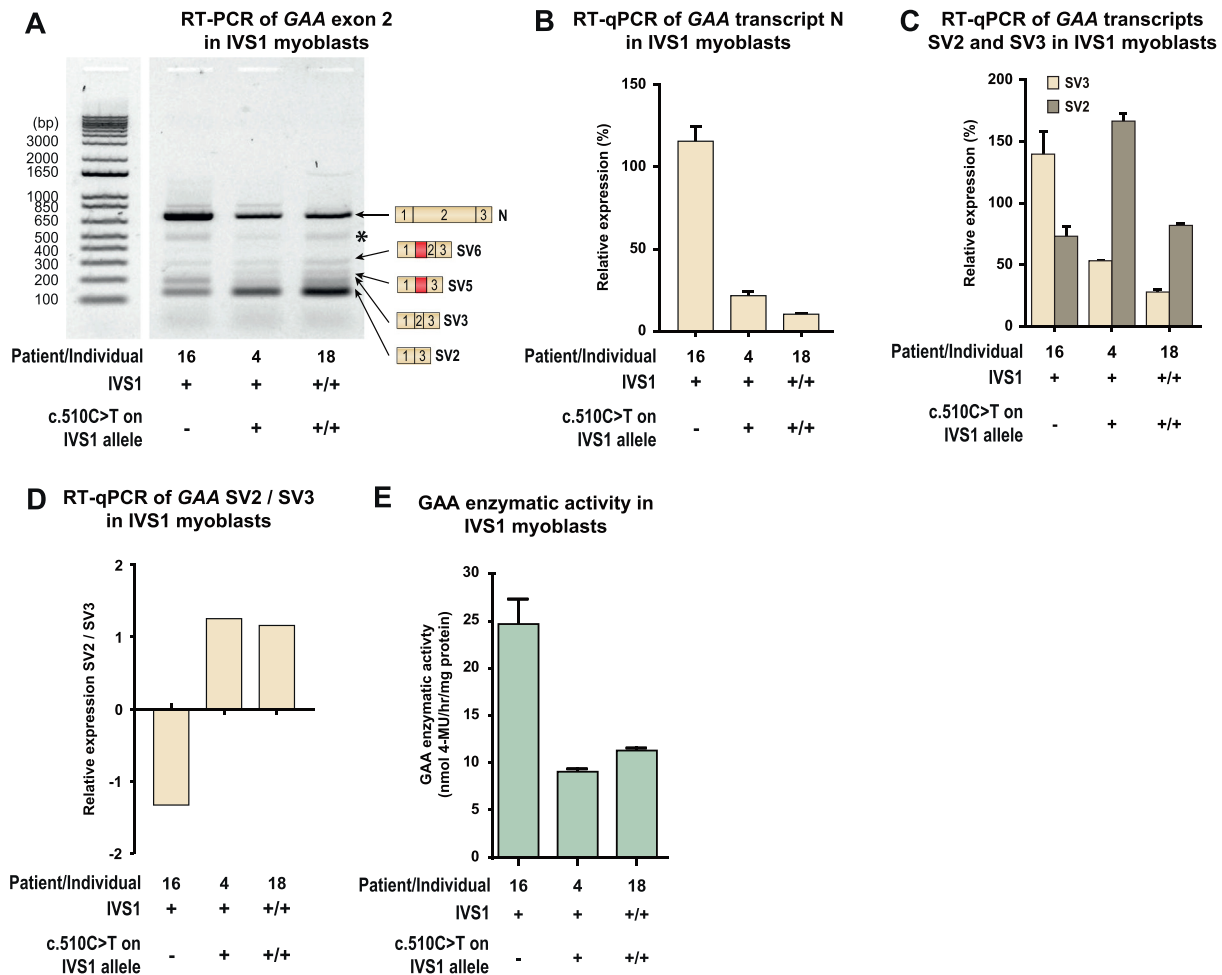 A
RT-PCR of GAA exon 2
in IVS1 myoblasts
(bp)
3000
2000
1650
1000
850
650
500
400
300
200
100
1 2 3 N
*
1 2 3 SV6
1 3 SV5
1 2 3 SV3
1 3 SV2
Patient/Individual 16 4 18
IVS1 + + +/+
c.510C>T on
IVS1 allele - + +/+
B
RT-qPCR of GAA transcript N
in IVS1 myoblasts
Relative expression (%)
150
100
50
0
16 4 18
+ + +/+
- + +/+
C
RT-qPCR of GAA transcripts
SV2 and SV3 in IVS1 myoblasts
Relative expression (%)
200
150
100
50
0
SV3
SV2
Patient/Individual 16 4 18
IVS1 + + +/+
c.510C>T on
IVS1 allele - + +/+
D
RT-qPCR of GAA SV2 / SV3
in IVS1 myoblasts
Relative expression SV2 / SV3
2
1
0
-1
-2
Patient/Individual 16 4 18
IVS1 + + +/+
c.510C>T on
IVS1 allele - + +/+
E
GAA enzymatic activity in
IVS1 myoblasts
GAA enzymatic activty
(nmol 4-MU/hr/mg protein)
30
25
20
15
10
5
0
Patient/Individual 16 4 18
IVS1 + + +/+
c.510C>T on
IVS1 allele - + +/+